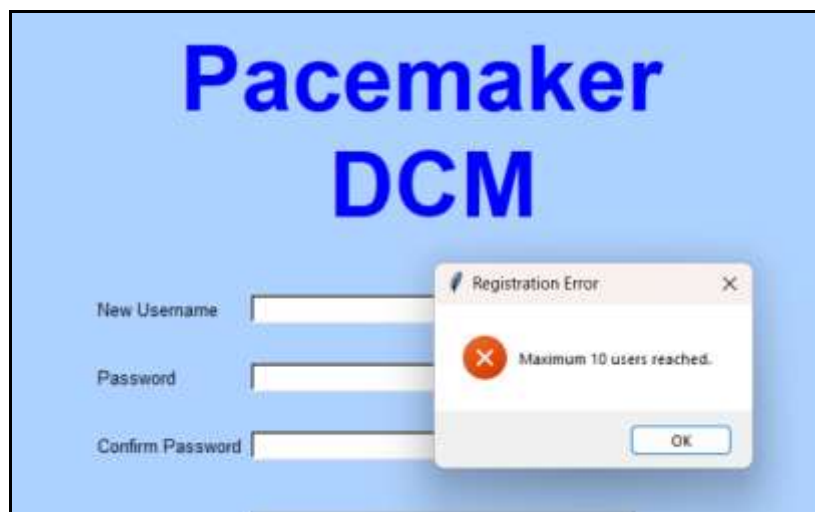 Pacemaker
DCM
New Username
Password
Confirm Password
Registration Error
Maximum 10 users reached.
OK